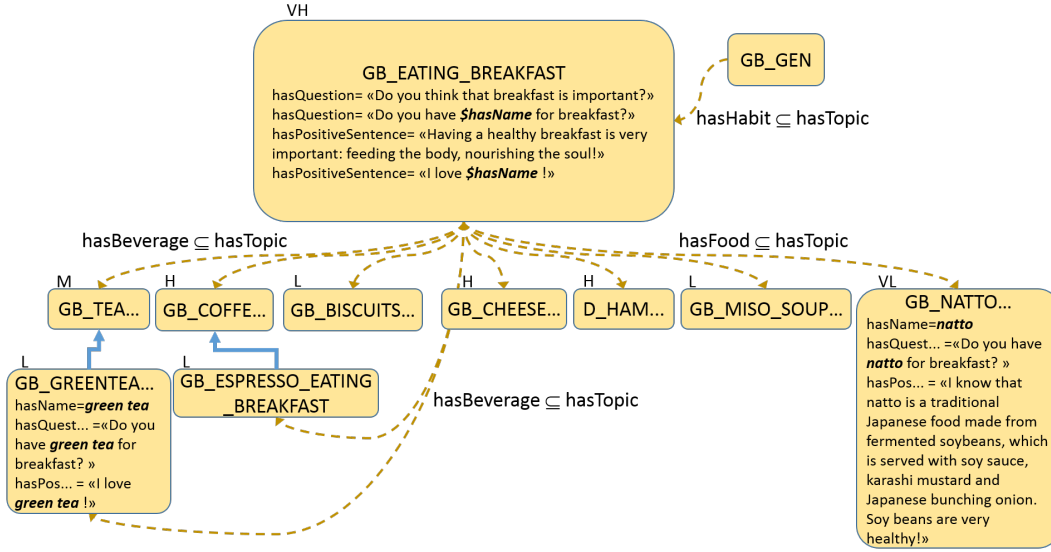 VH
GB_EATING_BREAKFAST
hasQuestion= «Do you think that breakfast is important?»
hasQuestion= «Do you have $hasName for breakfast?»
hasPositiveSentence= «Having a healthy breakfast is very
important: feeding the body, nourishing the soul!»
hasPositiveSentence= «I love $hasName !»
GB_GEN
hasHabit ⊆ hasTopic
hasBeverage ⊆ hasTopic
hasFood ⊆ hasTopic
M
GB_TEA...
H
GB_COFFE...
L
GB_BISCUITS...
H
GB_CHEESE...
H
D_HAM...
L
GB_MISO_SOUP...
VL
GB_NATTO...
hasName=natto
hasQuest... =«Do you have
natto for breakfast? »
hasPos... = «I know that
natto is a traditional
Japanese food made from
fermented soybeans, which
is served with soy sauce,
karashi mustard and
Japanese bunching onion.
Soy beans are very
healthy!»
L
GB_GREENTEA...
hasName=green tea
hasQuest... =«Do you
have green tea for
breakfast? »
hasPos... = «I love
green tea !»
L
GB_ESPRESSO_EATING
_BREAKFAST
hasBeverage ⊆ hasTopic